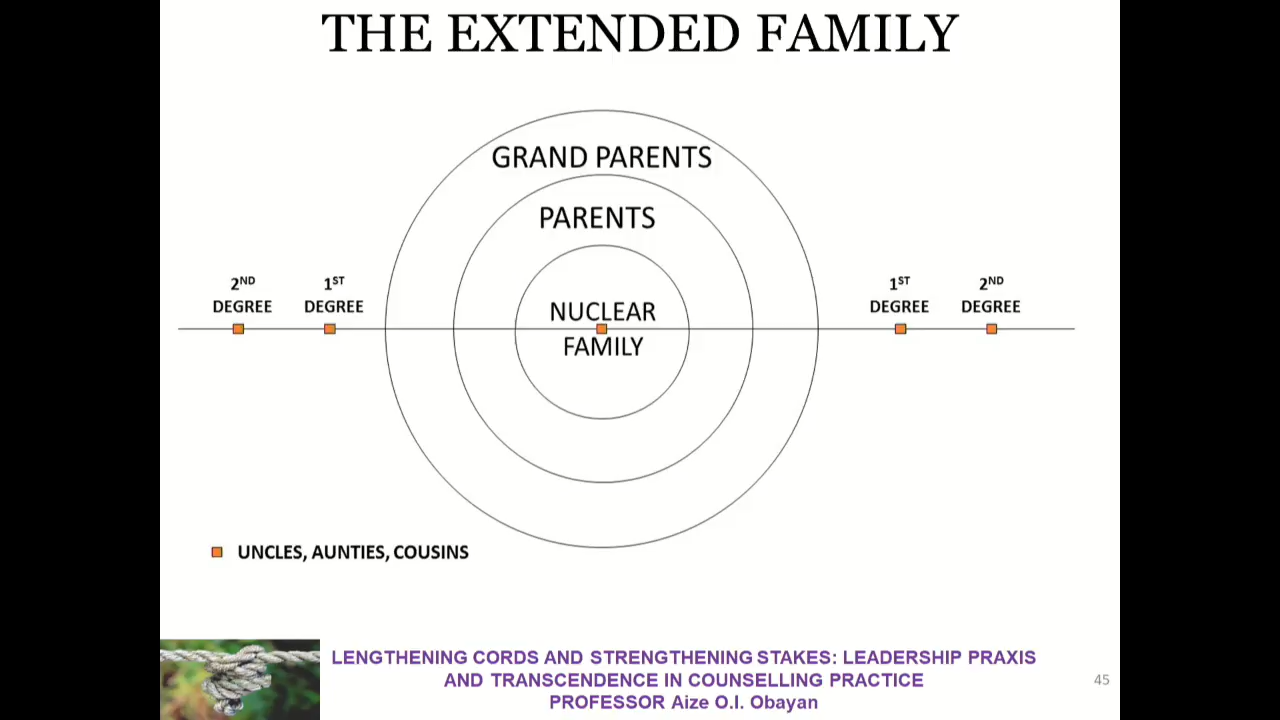 THE EXTENDED FAMILY
GRAND PARENTS
PARENTS
2ND
DEGREE
1ST
DEGREE
NUCLEAR
FAMILY
1ST
DEGREE
2ND
DEGREE
UNCLES, AUNTIES, COUSINS
LENGTHENING CORDS AND STRENGTHENING STAKES: LEADERSHIP PRAXIS
AND TRANSCENDENCE IN COUNSELLING PRACTICE
PROFESSOR Aize O.I. Obayan
45